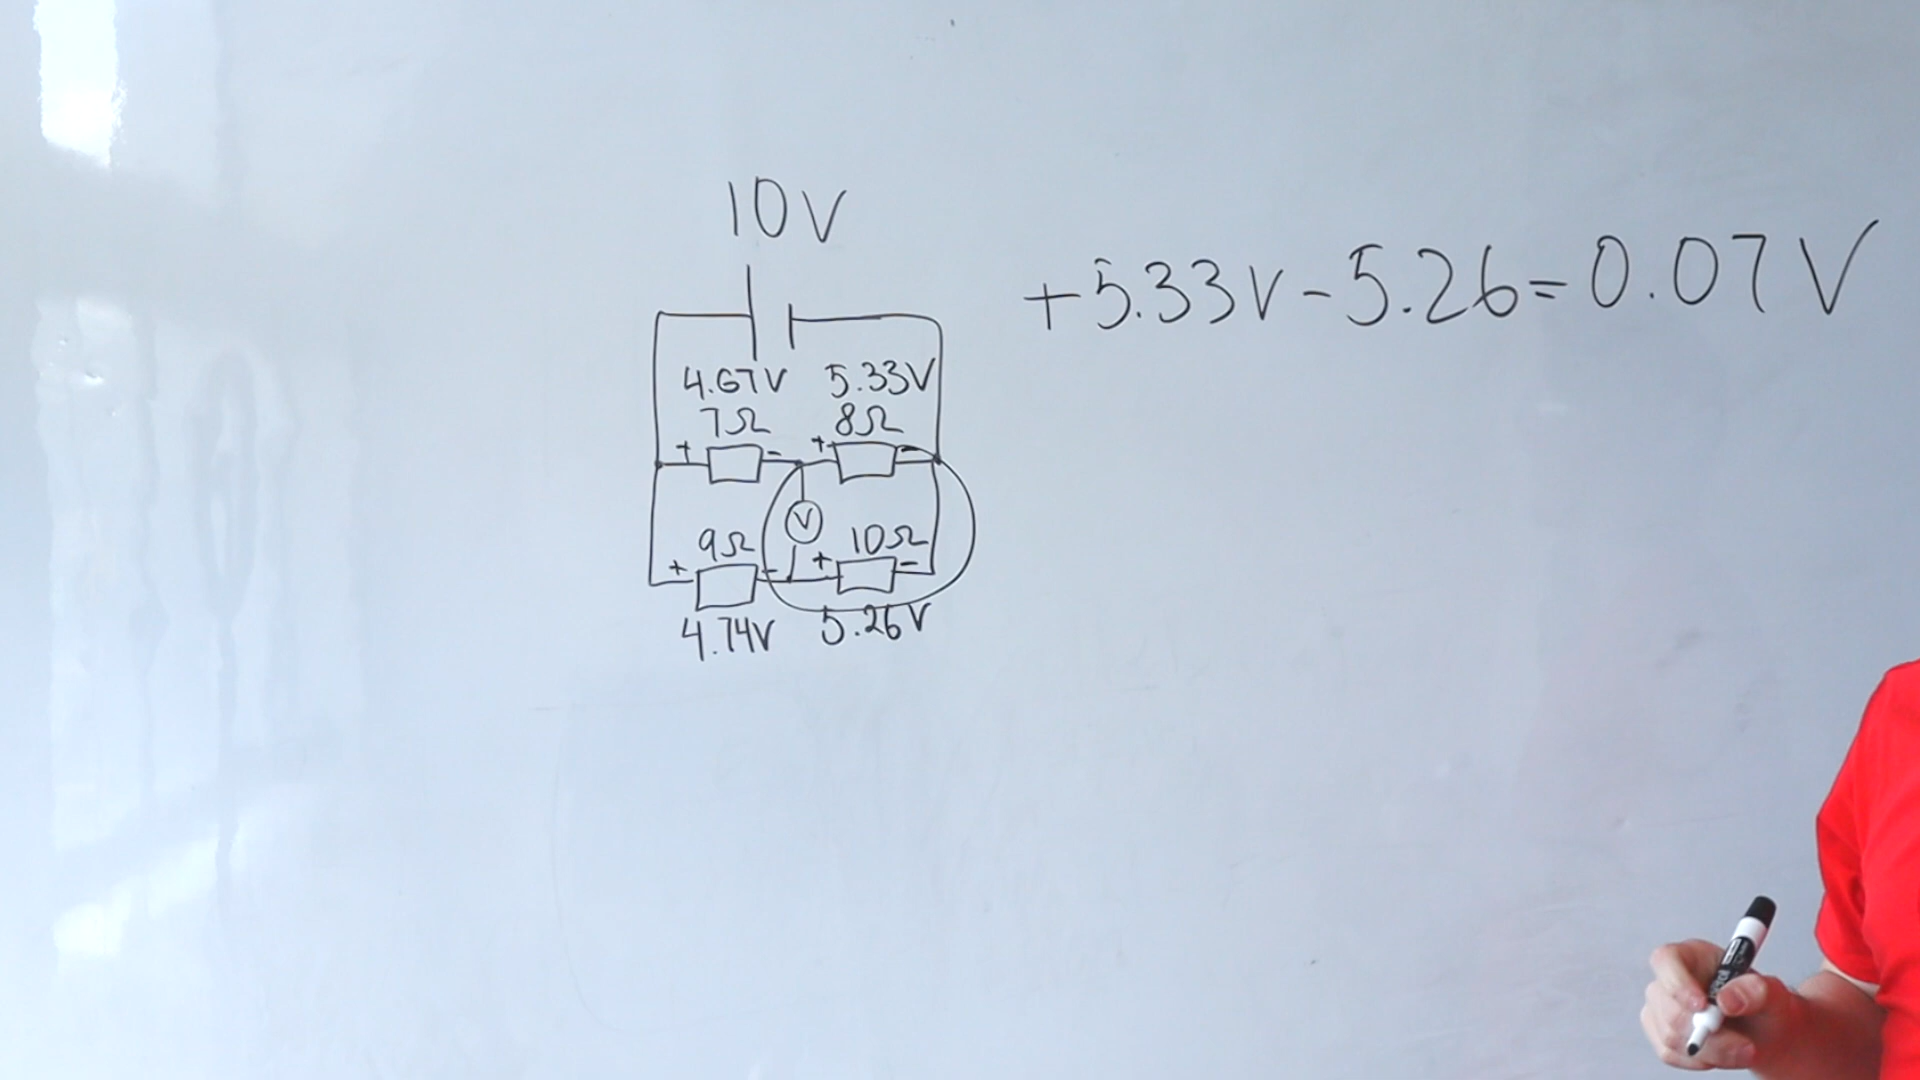 10V
+5.33V-5.26=0.07V
4.67V 5.33V
7Ω 8Ω
+ - + -
V
9Ω 10Ω
+ - + -
4.74V 5.26V